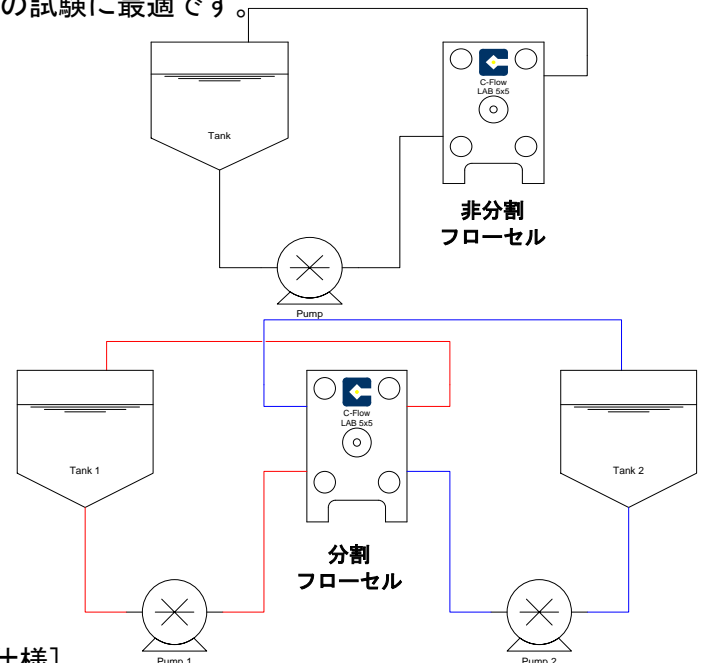 の試験に最適です。
C-Flow
LAB 5x5
Tank
非分割
フローセル
Pump
C-Flow
LAB 5x5
Tank 1
Tank 2
分割
フローセル
Pump 1
Pump 2
仕様]